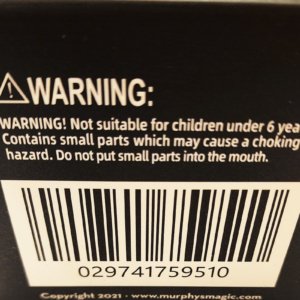 ⚠WARNING:
WARNING! Not suitable for children under 6 yea
Contains small parts which may cause a choking
hazard. Do not put small parts into the mouth.
029741759510
Copyright 2021 - www.murphysmagic.com